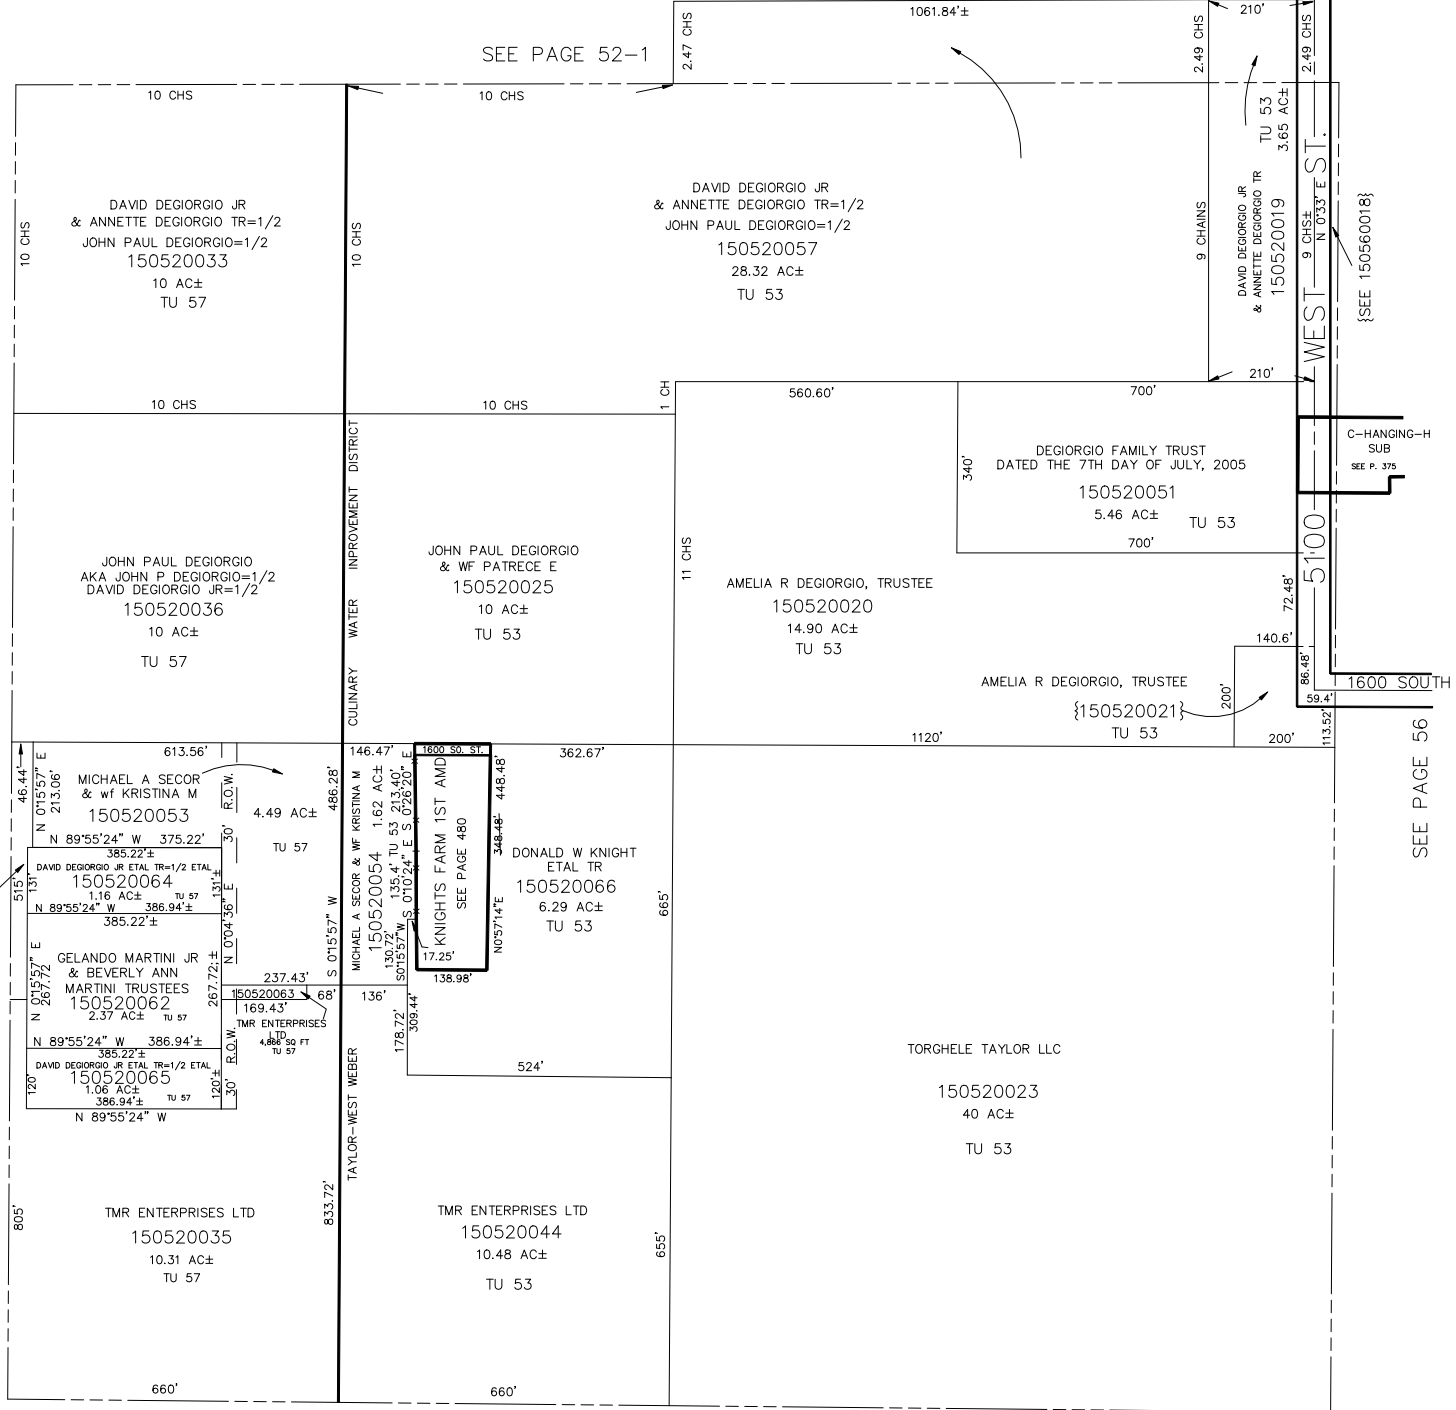 1061.84'±
210'
2.47 CHS
2.49 CHS
2.49 CHS
SEE PAGE 52-1
10 CHS
10 CHS
TU 53
3.65 AC±
DAVID DEGIORGIO JR
& ANNETTE DEGIORGIO TR
150520019
9 CHAINS
9 CHS±
N 0°33' E
5100 WEST ST.
{SEE 150560018}
10 CHS
DAVID DEGIORGIO JR
& ANNETTE DEGIORGIO TR=1/2
JOHN PAUL DEGIORGIO=1/2
150520033
10 AC±
TU 57
10 CHS
DAVID DEGIORGIO JR
& ANNETTE DEGIORGIO TR=1/2
JOHN PAUL DEGIORGIO=1/2
150520057
28.32 AC±
TU 53
210'
10 CHS
10 CHS
1 CH
560.60'
700'
C-HANGING-H
SUB
SEE P. 375
DEGIORGIO FAMILY TRUST
DATED THE 7TH DAY OF JULY, 2005
150520051
5.46 AC±
TU 53
340'
700'
JOHN PAUL DEGIORGIO
AKA JOHN P DEGIORGIO=1/2
DAVID DEGIORGIO JR=1/2
150520036
10 AC±
TU 57
TAYLOR-WEST WEBER CULINARY WATER INPROVEMENT DISTRICT
JOHN PAUL DEGIORGIO
& WF PATRECE E
150520025
10 AC±
TU 53
11 CHS
AMELIA R DEGIORGIO, TRUSTEE
150520020
14.90 AC±
TU 53
72.48'
140.6'
86.48'
1600 SOUTH
59.4'
113.52'
200'
AMELIA R DEGIORGIO, TRUSTEE
{150520021}
TU 53
1120'
200'
SEE PAGE 56
613.56'
146.47'
1600 SO. ST.
362.67'
46.44'
N 0°15'57" E
213.06'
MICHAEL A SECOR
& wf KRISTINA M
150520053
4.49 AC±
TU 57
30' R.O.W.
486.28'
N 89°55'24" W 375.22'
385.22'±
DAVID DEGIORGIO JR ETAL TR=1/2 ETAL
150520064
1.16 AC±
TU 57
515'
131'
131'±
N 89°55'24" W 386.94'±
385.22'±
N 0°04'36" E
S 0°15'57" W
MICHAEL A SECOR & WF KRISTINA M
150520054 1.62 AC±
TU 53
130.72'
S0°15'57"W
135.4'
S 0°10'24" E
213.40'
S 0°26'20" E
KNIGHTS FARM 1ST AMD
SEE PAGE 480
448.48'
348.48'
N0°57'14"E
17.25'
138.98'
DONALD W KNIGHT
ETAL TR
150520066
6.29 AC±
TU 53
665'
N 0°15'57" E
267.72
GELANDO MARTINI JR
& BEVERLY ANN
MARTINI TRUSTEES
150520062
2.37 AC±
TU 57
267.72;±
237.43'
150520063
68'
136'
169.43'
TMR ENTERPRISES
LTD
4,866 SQ FT
TU 57
N 89°55'24" W 386.94'±
385.22'±
DAVID DEGIORGIO JR ETAL TR=1/2 ETAL
150520065
1.06 AC±
TU 57
120'
120'±
386.94'±
N 89°55'24" W
30' R.O.W.
178.72'
309.44'
524'
TORGHELE TAYLOR LLC
150520023
40 AC±
TU 53
805'
TMR ENTERPRISES LTD
150520035
10.31 AC±
TU 57
833.72'
TMR ENTERPRISES LTD
150520044
10.48 AC±
TU 53
655'
660'
660'